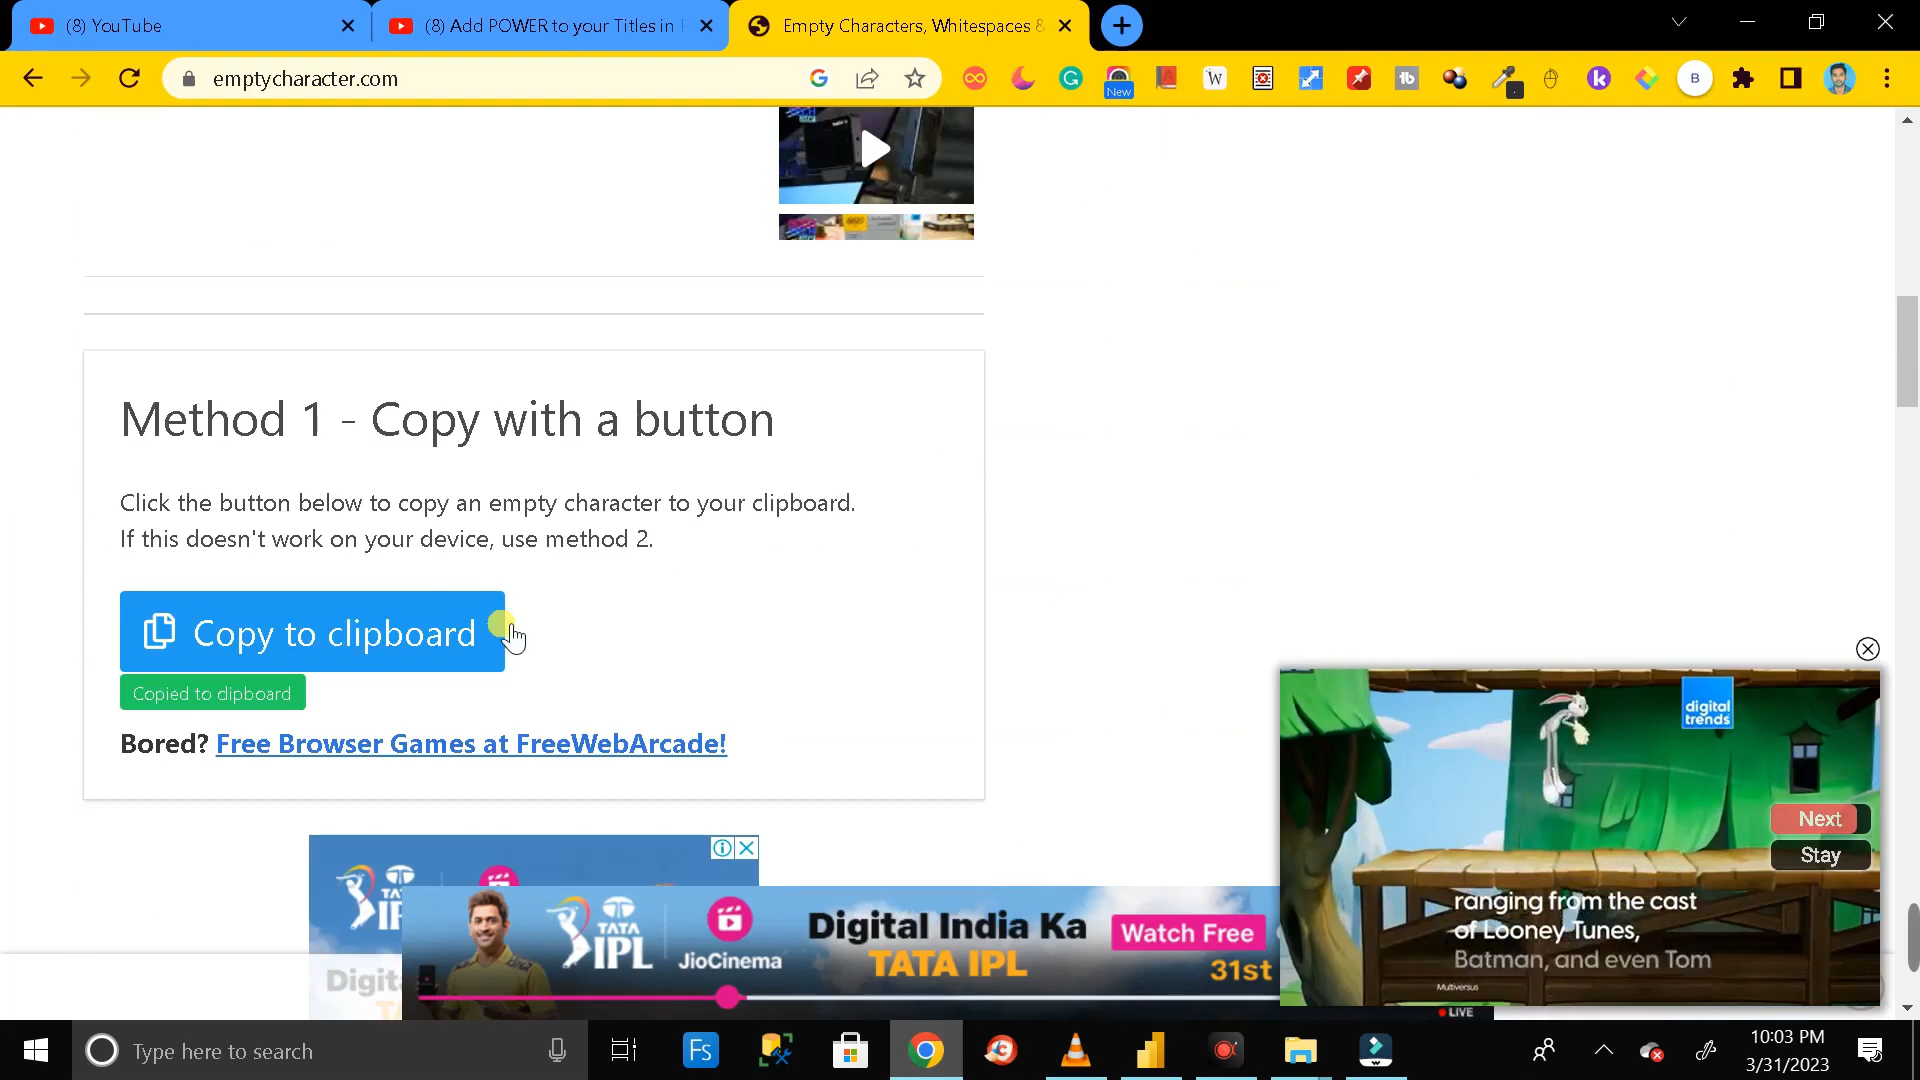 (8) YouTube
(8) Add POWER to your Titles in
Empty Characters, Whitespaces &
emptycharacter.com
New
W
B
Method 1 - Copy with a button
Click the button below to copy an empty character to your clipboard.
If this doesn't work on your device, use method 2.
Copy to clipboard
Copied to clipboard
Bored? Free Browser Games at FreeWebArcade!
digital
trends
Next
Stay
ranging from the cast
of Looney Tunes,
Batman, and even Tom
Multiversus
TATA
IPL
JioCinema
Digital India Ka
TATA IPL
Watch Free
31st
LIVE
Type here to search
Fs
10:03 PM
3/31/2023